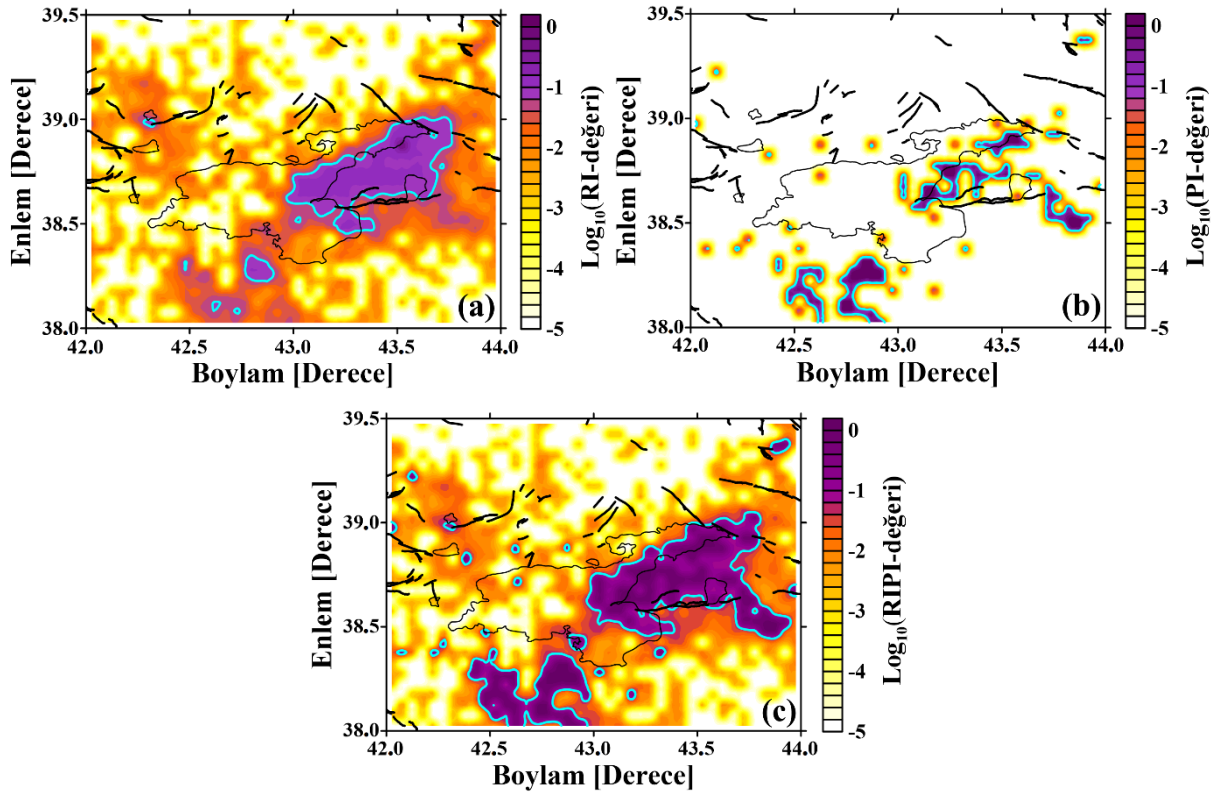 39.5
39.0
38.5
38.0
42.0 42.5 43.0 43.5 44.0
Enlem [Derece]
Boylam [Derece]
(a)
0
-1
-2
-3
-4
-5
Log10(RI-değeri)
39.5
39.0
38.5
38.0
42.0 42.5 43.0 43.5 44.0
Enlem [Derece]
Boylam [Derece]
(b)
0
-1
-2
-3
-4
-5
Log10(PI-değeri)
39.5
39.0
38.5
38.0
42.0 42.5 43.0 43.5 44.0
Enlem [Derece]
Boylam [Derece]
(c)
0
-1
-2
-3
-4
-5
Log10(RIPI-değeri)